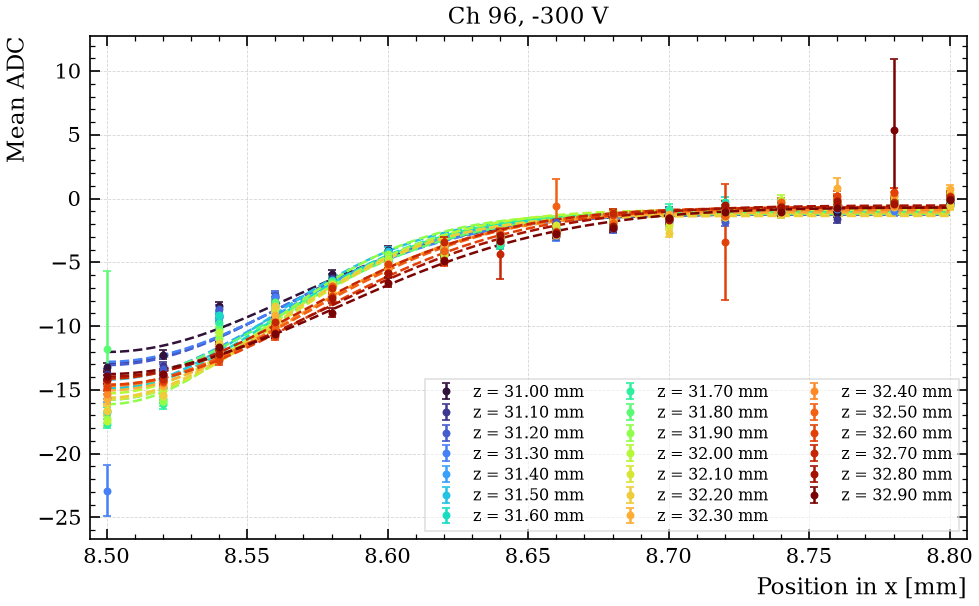 Ch 96, -300 V
Mean ADC
10
5
0
−5
−10
−15
−20
−25
z = 31.00 mm
z = 31.10 mm
z = 31.20 mm
z = 31.30 mm
z = 31.40 mm
z = 31.50 mm
z = 31.60 mm
z = 31.70 mm
z = 31.80 mm
z = 31.90 mm
z = 32.00 mm
z = 32.10 mm
z = 32.20 mm
z = 32.30 mm
z = 32.40 mm
z = 32.50 mm
z = 32.60 mm
z = 32.70 mm
z = 32.80 mm
z = 32.90 mm
8.50 8.55 8.60 8.65 8.70 8.75 8.80
Position in x [mm]